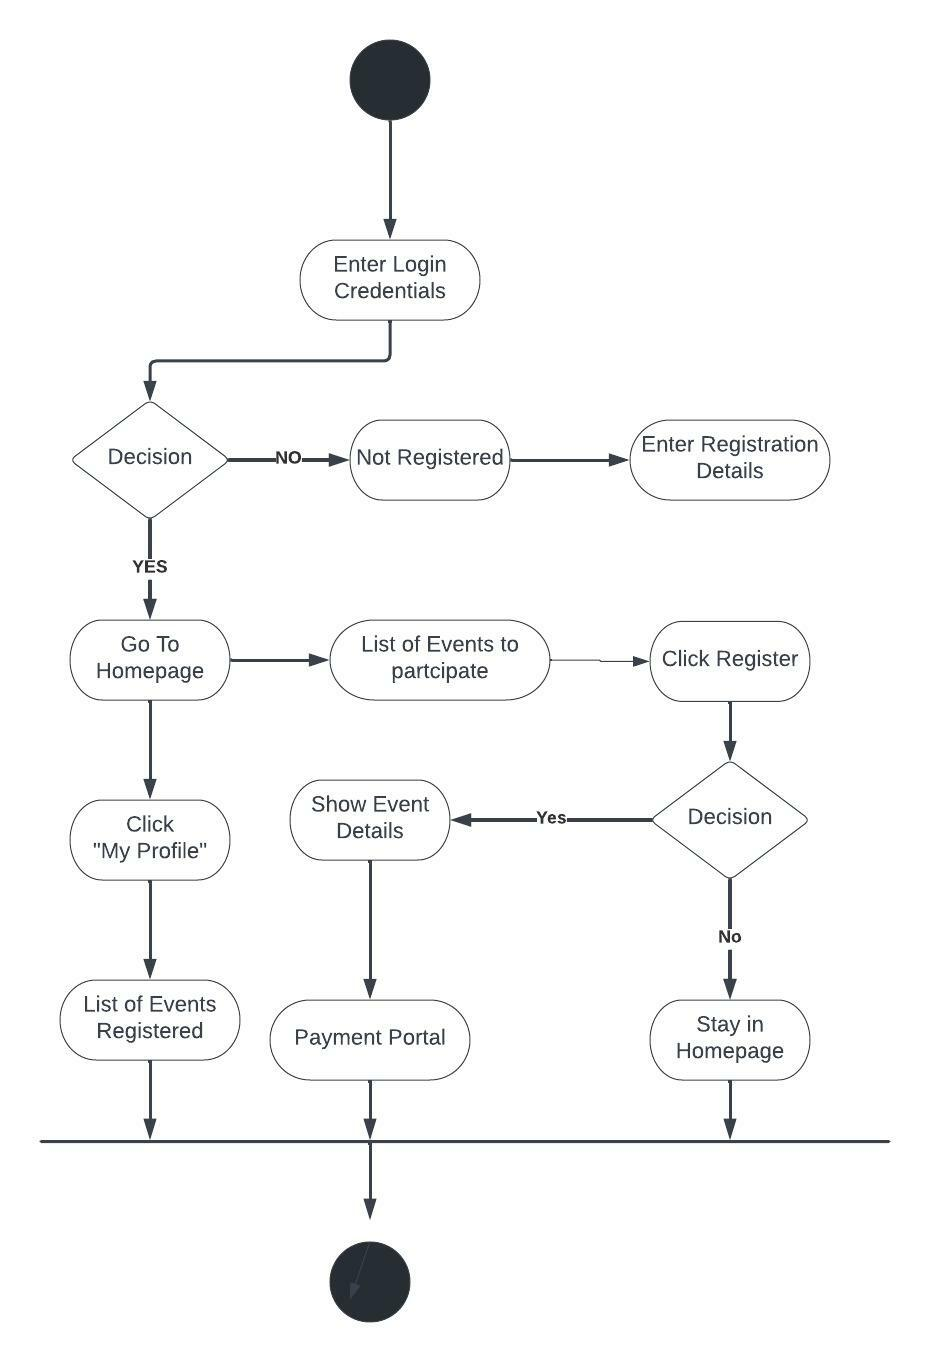 Enter Login
Credentials
Decision
NO
Not Registered
Enter Registration
Details
YES
Go To
Homepage
List of Events to
partcipate
Click Register
Click
"My Profile"
Show Event
Details
Yes
Decision
No
List of Events
Registered
Payment Portal
Stay in
Homepage